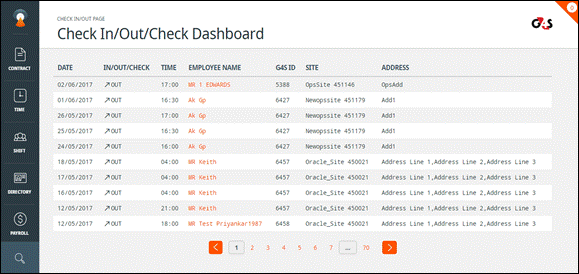 CHECK IN/OUT PAGE
Check In/Out/Check Dashboard
G4S
CONTRACT
TIME
SHIFT
DIRECTORY
PAYROLL
DATE IN/OUT/CHECK TIME EMPLOYEE NAME G4S ID SITE ADDRESS
02/06/2017 OUT 17:00 MR 1 EDWARDS 5388 OpsSite 451146 OpsAdd
01/06/2017 OUT 16:30 Ak Gp 6427 Newopssite 451179 Add1
26/05/2017 OUT 17:00 Ak Gp 6427 Newopssite 451179 Add1
25/05/2017 OUT 16:30 Ak Gp 6427 Newopssite 451179 Add1
24/05/2017 OUT 16:00 Ak Gp 6427 Newopssite 451179 Add1
18/05/2017 OUT 04:00 MR Keith 6457 Oracle_Site 450021 Address Line 1,Address Line 2,Address Line 3
17/05/2017 OUT 04:00 MR Keith 6457 Oracle_Site 450021 Address Line 1,Address Line 2,Address Line 3
16/05/2017 OUT 04:00 MR Keith 6457 Oracle_Site 450021 Address Line 1,Address Line 2,Address Line 3
12/05/2017 OUT 21:00 MR Keith 6457 Oracle_Site 450021 Address Line 1,Address Line 2,Address Line 3
12/05/2017 OUT 18:00 MR Test Priyankar1987 6458 Oracle_Site 450021 Address Line 1,Address Line 2,Address Line 3
1 2 3 4 5 6 7 ... 70